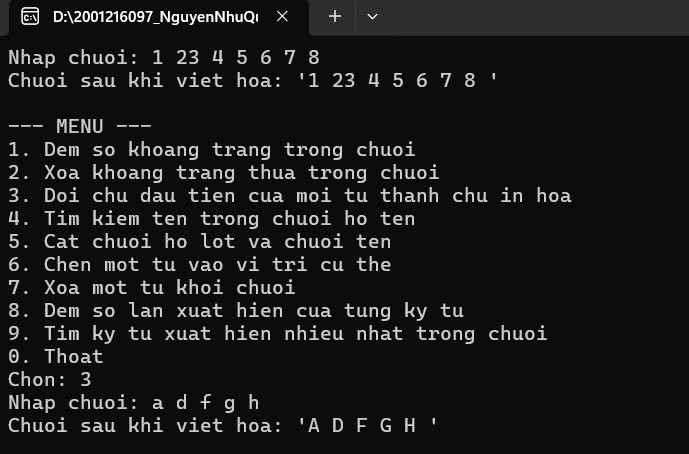 D:\2001216097_NguyenNhuQu
Nhap chuoi: 1 23 4 5 6 7 8
Chuoi sau khi viet hoa: '1 23 4 5 6 7 8 '
--- MENU ---
1. Dem so khoang trang trong chuoi
2. Xoa khoang trang thua trong chuoi
3. Doi chu dau tien cua moi tu thanh chu in hoa
4. Tim kiem ten trong chuoi ho ten
5. Cat chuoi ho lot va chuoi ten
6. Chen mot tu vao vi tri cu the
7. Xoa mot tu khoi chuoi
8. Dem so lan xuat hien cua tung ky tu
9. Tim ky tu xuat hien nhieu nhat trong chuoi
0. Thoat
Chon: 3
Nhap chuoi: a d f g h
Chuoi sau khi viet hoa: 'A D F G H '